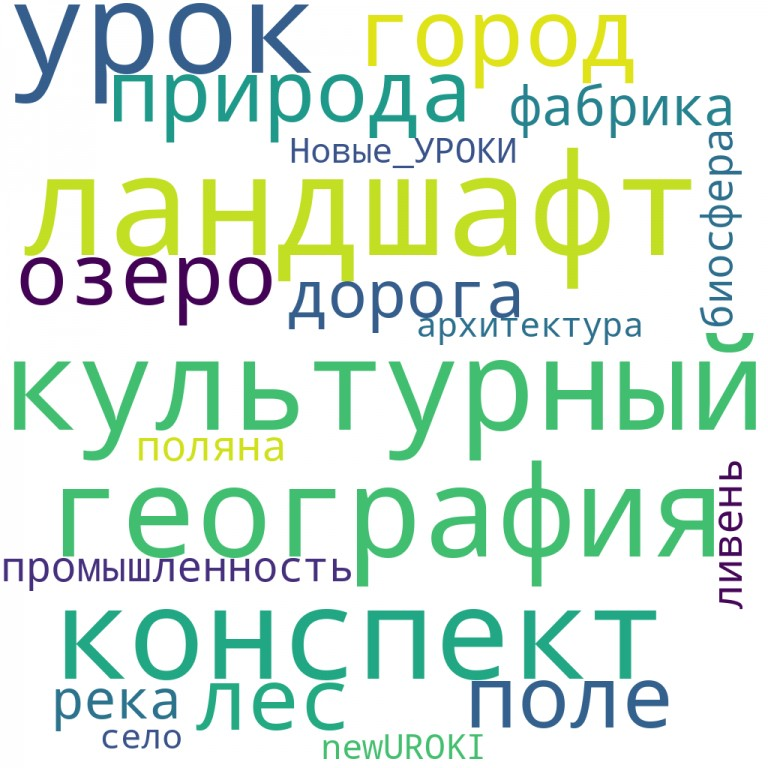 урок
город
природа
фабрика
Новые_УРОКИ
биосфера
ландшафт
озеро
дорога
архитектура
культурный
поляна
география
ливень
промышленность
конспект
река
лес
поле
село
newUROKI